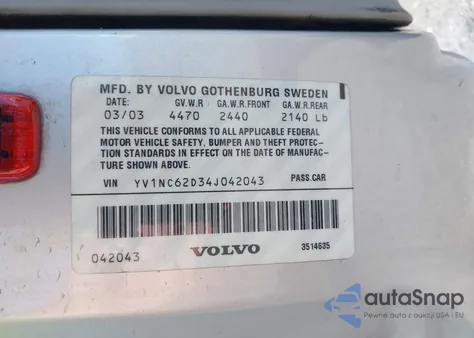 MFD. BY VOLVO GOTHENBURG SWEDEN
DATE: GV.W.R GA.W.R.FRONT GA.W.R.REAR
03/03 4470 2440 2140 Lb
THIS VEHICLE CONFORMS TO ALL APPLICABLE FEDERAL
MOTOR VEHICLE SAFETY, BUMPER AND THEFT PROTEC-
TION STANDARDS IN EFFECT ON THE DATE OF MANUFAC-
TURE SHOWN ABOVE.
VIN YV1NC62D34J042043 PASS.CAR
042043 VOLVO 3514635
autoSnap
Pewne auta z aukcji USA - EU